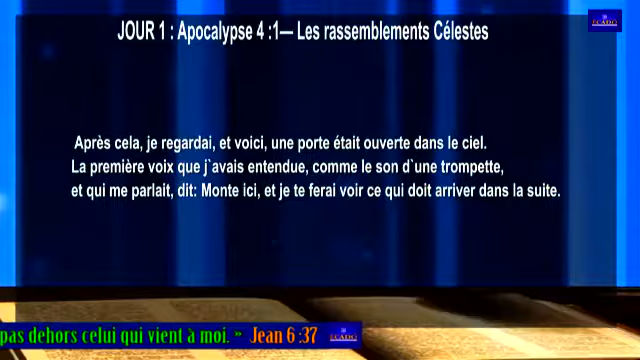 JOUR 1 : Apocalypse 4 :1— Les rassemblements Célestes
ECADO
Après cela, je regardai, et voici, une porte était ouverte dans le ciel.
La première voix que j`avais entendue, comme le son d`une trompette,
et qui me parlait, dit: Monte ici, et je te ferai voir ce qui doit arriver dans la suite.
pas dehors celui qui vient à moi. » Jean 6 :37 ECADO